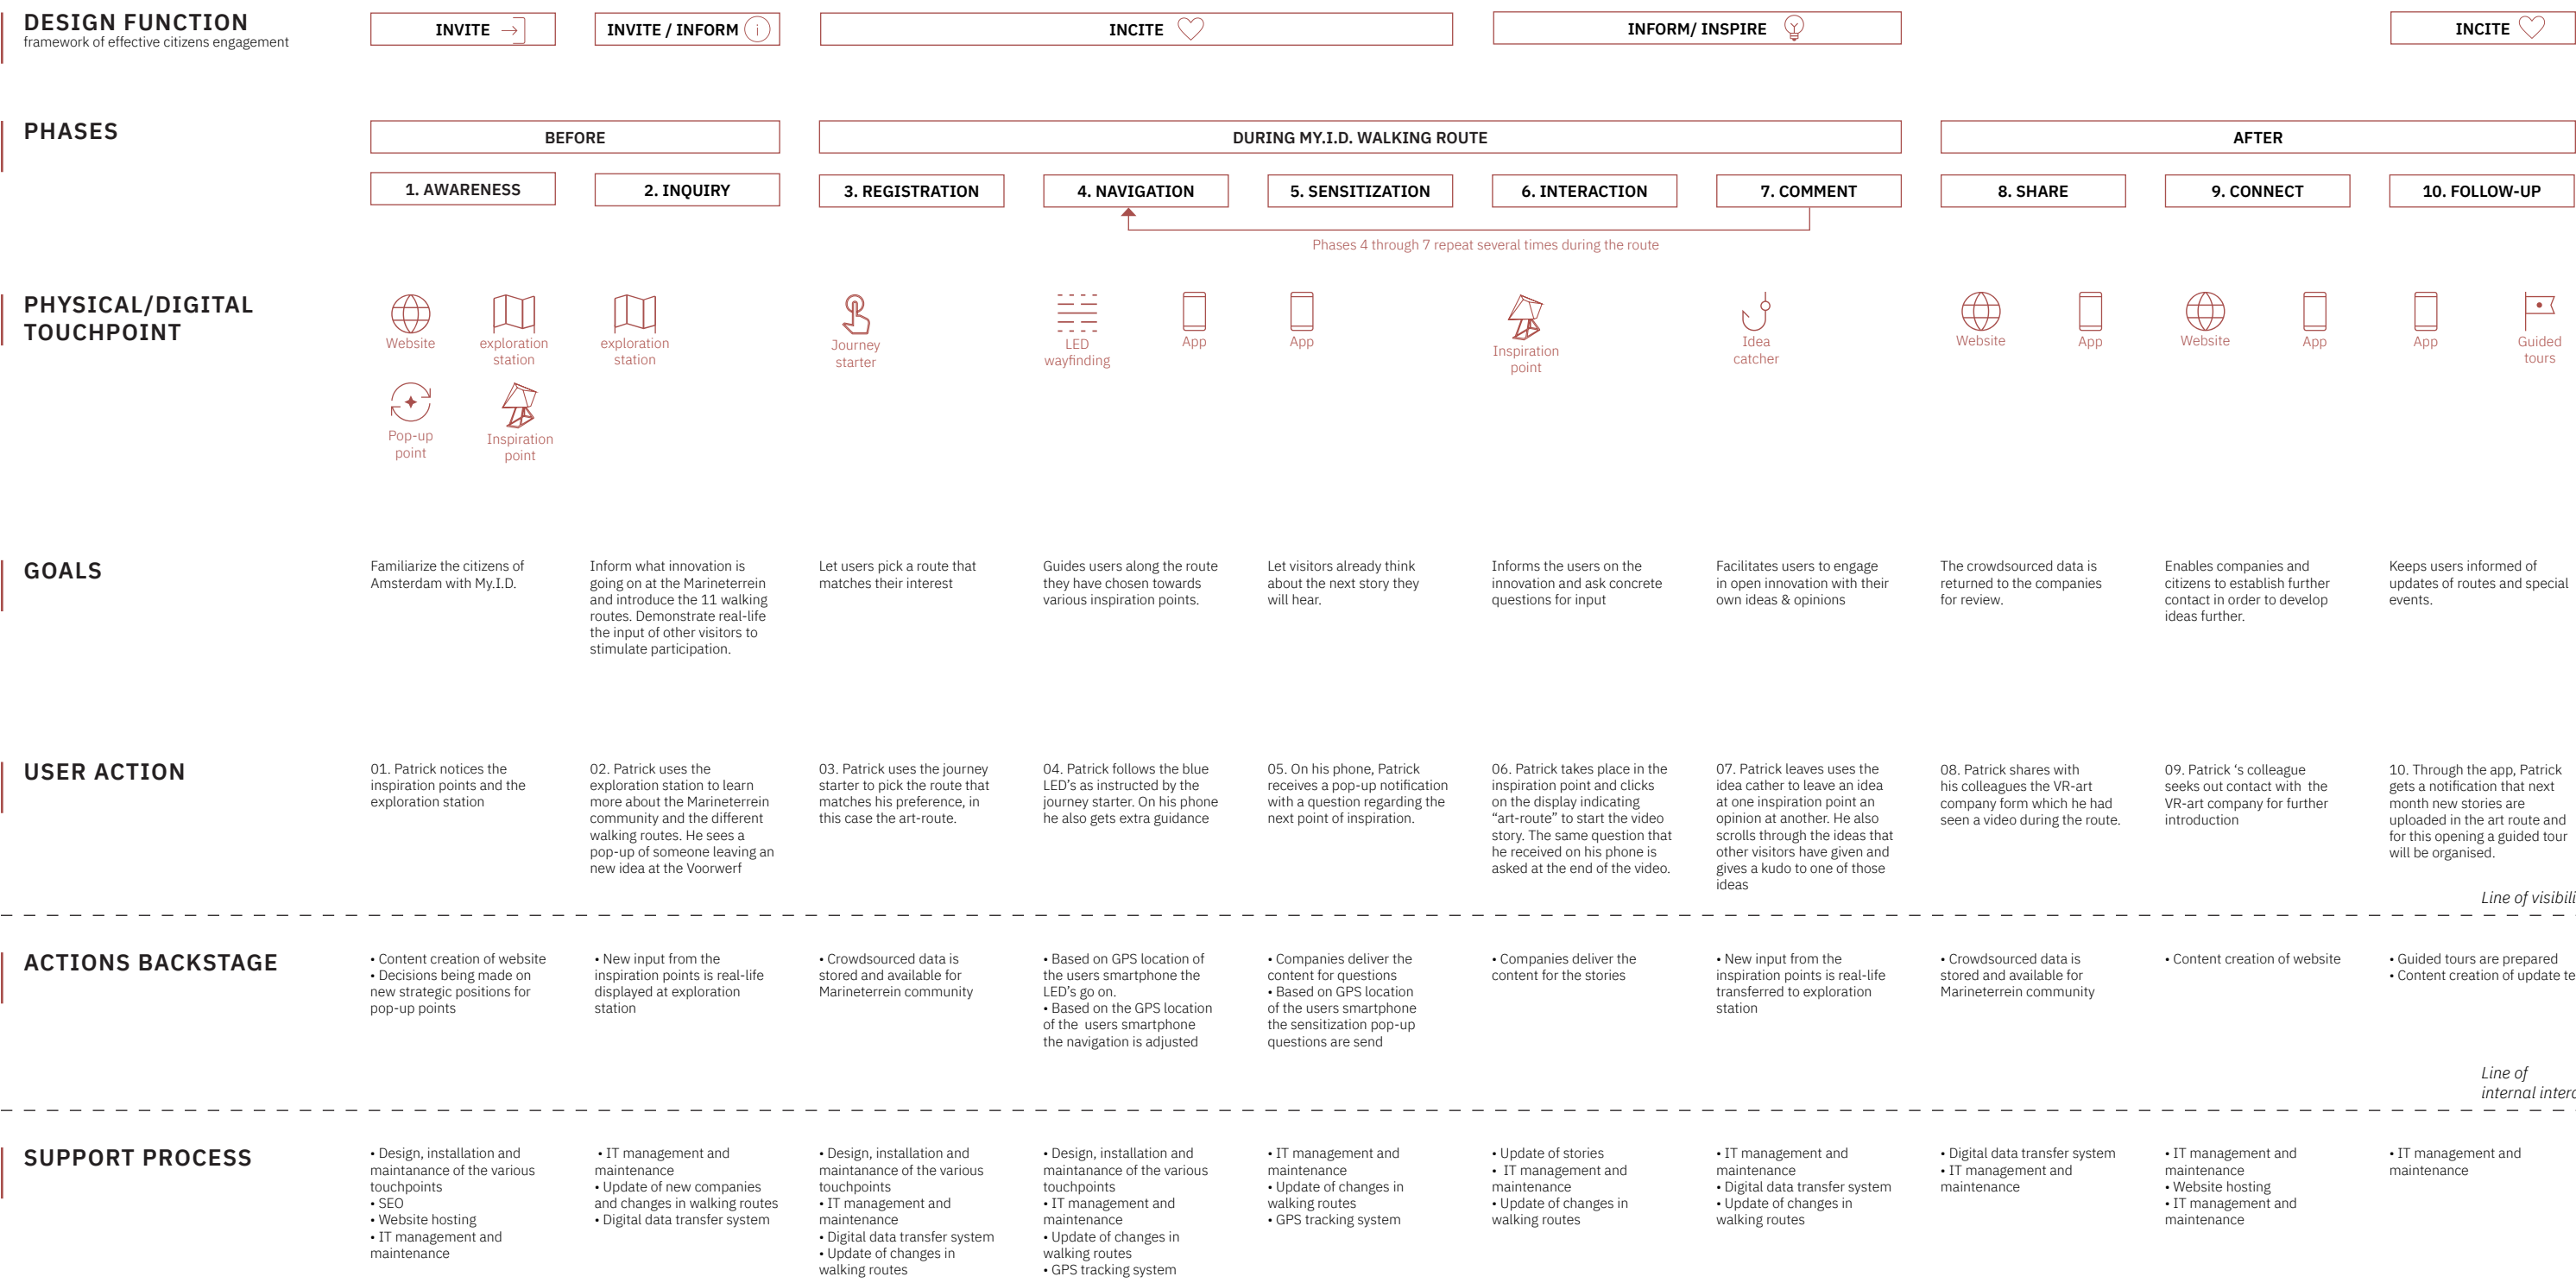 DESIGN FUNCTION
framework of effective citizens engagement
INVITE
INVITE / INFORM
INCITE
INFORM/ INSPIRE
INCITE
PHASES
BEFORE
DURING MY.I.D. WALKING ROUTE
AFTER
1. AWARENESS
2. INQUIRY
3. REGISTRATION
4. NAVIGATION
5. SENSITIZATION
6. INTERACTION
7. COMMENT
8. SHARE
9. CONNECT
10. FOLLOW-UP
Phases 4 through 7 repeat several times during the route
PHYSICAL/DIGITAL
TOUCHPOINT
Website
exploration
station
Pop-up
point
Inspiration
point
exploration
station
Journey
starter
LED
wayfinding
App
App
Inspiration
point
Idea
catcher
Website
App
Website
App
App
Guided
tours
GOALS
Familiarize the citizens of
Amsterdam with My.I.D.
Inform what innovation is
going on at the Marineterrein
and introduce the 11 walking
routes. Demonstrate real-life
the input of other visitors to
stimulate participation.
Let users pick a route that
matches their interest
Guides users along the route
they have chosen towards
various inspiration points.
Let visitors already think
about the next story they
will hear.
Informs the users on the
innovation and ask concrete
questions for input
Facilitates users to engage
in open innovation with their
own ideas & opinions
The crowdsourced data is
returned to the companies
for review.
Enables companies and
citizens to establish further
contact in order to develop
ideas further.
Keeps users informed of
updates of routes and special
events.
USER ACTION
01. Patrick notices the
inspiration points and the
exploration station
02. Patrick uses the
exploration station to learn
more about the Marineterrein
community and the different
walking routes. He sees a
pop-up of someone leaving an
new idea at the Voorwerf
03. Patrick uses the journey
starter to pick the route that
matches his preference, in
this case the art-route.
04. Patrick follows the blue
LED's as instructed by the
journey starter. On his phone
he also gets extra guidance
05. On his phone, Patrick
receives a pop-up notification
with a question regarding the
next point of inspiration.
06. Patrick takes place in the
inspiration point and clicks
on the display indicating
“art-route” to start the video
story. The same question that
he received on his phone is
asked at the end of the video.
07. Patrick leaves uses the
idea cather to leave an idea
at one inspiration point an
opinion at another. He also
scrolls through the ideas that
other visitors have given and
gives a kudo to one of those
ideas
08. Patrick shares with
his colleagues the VR-art
company form which he had
seen a video during the route.
09. Patrick ‘s colleague
seeks out contact with  the
VR-art company for further
introduction
10. Through the app, Patrick
gets a notification that next
month new stories are
uploaded in the art route and
for this opening a guided tour
will be organised.
Line of visibili
ACTIONS BACKSTAGE
• Content creation of website
• Decisions being made on
new strategic positions for
pop-up points
• New input from the
inspiration points is real-life
displayed at exploration
station
• Crowdsourced data is
stored and available for
Marineterrein community
• Based on GPS location of
the users smartphone the
LED's go on.
• Based on the GPS location
of the  users smartphone
the navigation is adjusted
• Companies deliver the
content for questions
• Based on GPS location
of the users smartphone
the sensitization pop-up
questions are send
• Companies deliver the
content for the stories
• New input from the
inspiration points is real-life
transferred to exploration
station
• Crowdsourced data is
stored and available for
Marineterrein community
• Content creation of website
• Guided tours are prepared
• Content creation of update te
Line of
internal intera
SUPPORT PROCESS
• Design, installation and
maintanance of the various
touchpoints
• SEO
• Website hosting
• IT management and
maintenance
• IT management and
maintenance
• Update of new companies
and changes in walking routes
• Digital data transfer system
• Design, installation and
maintanance of the various
touchpoints
• IT management and
maintenance
• Digital data transfer system
• Update of changes in
walking routes
• Design, installation and
maintanance of the various
touchpoints
• IT management and
maintenance
• Update of changes in
walking routes
• GPS tracking system
• IT management and
maintenance
• Update of changes in
walking routes
• GPS tracking system
• Update of stories
•  IT management and
maintenance
• Update of changes in
walking routes
• IT management and
maintenance
• Digital data transfer system
• Update of changes in
walking routes
• Digital data transfer system
• IT management and
maintenance
• IT management and
maintenance
• Website hosting
• IT management and
maintenance
• IT management and
maintenance